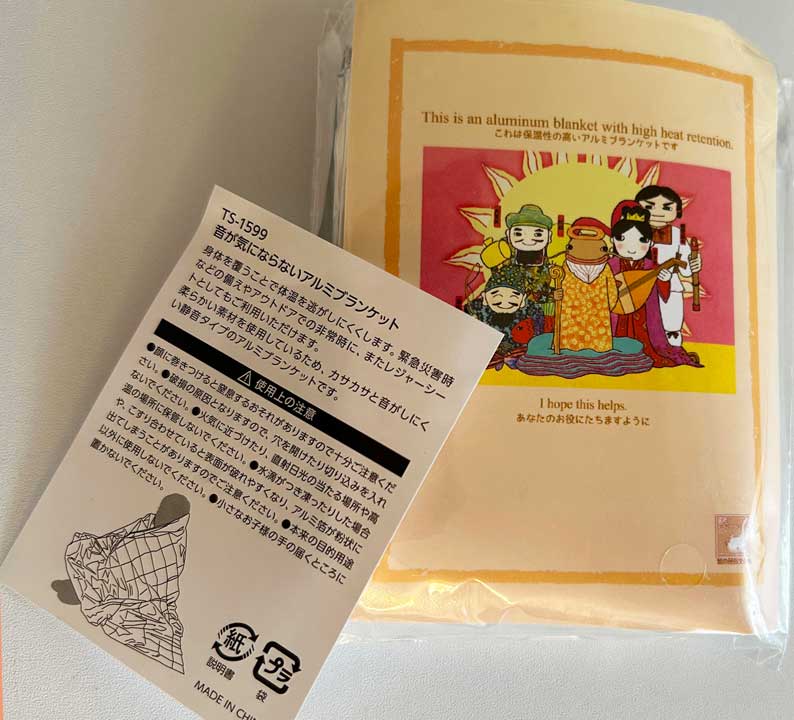 This is an aluminum blanket with high heat retention.
これは保温性の高いアルミブランケットです
I hope this helps.
あなたのお役にたちますように
TS-1599
音が気にならないアルミブランケット
身体を覆うことで体温を逃がしにくくします。緊急災害時
などの備えやアウトドアでの非常時に、またレジャーシー
トとしてもご利用いただけます。
柔らかい素材を使用しているため、カサカサと音がしにく
い静音タイプのアルミブランケットです。
⚠ 使用上の注意
●顔に巻きつけると窒息するおそれがありますので十分ご注意くだ
さい。●破損の原因となりますので、穴を開けたり切り込みを入れ
ないでください。●火気に近づけたり、直射日光の当たる場所や高
温の場所に保管しないでください。●水滴がつき凍ったりした場合
や、こすり合わせていると表面が破れやすくなり、アルミ箔が粉状に
出てしまうことがありますのでご注意ください。●本来の目的用途
以外に使用しないでください。●小さなお子様の手の届くところに
置かないでください。
紙
説明書
プラ
袋
MADE IN CHI